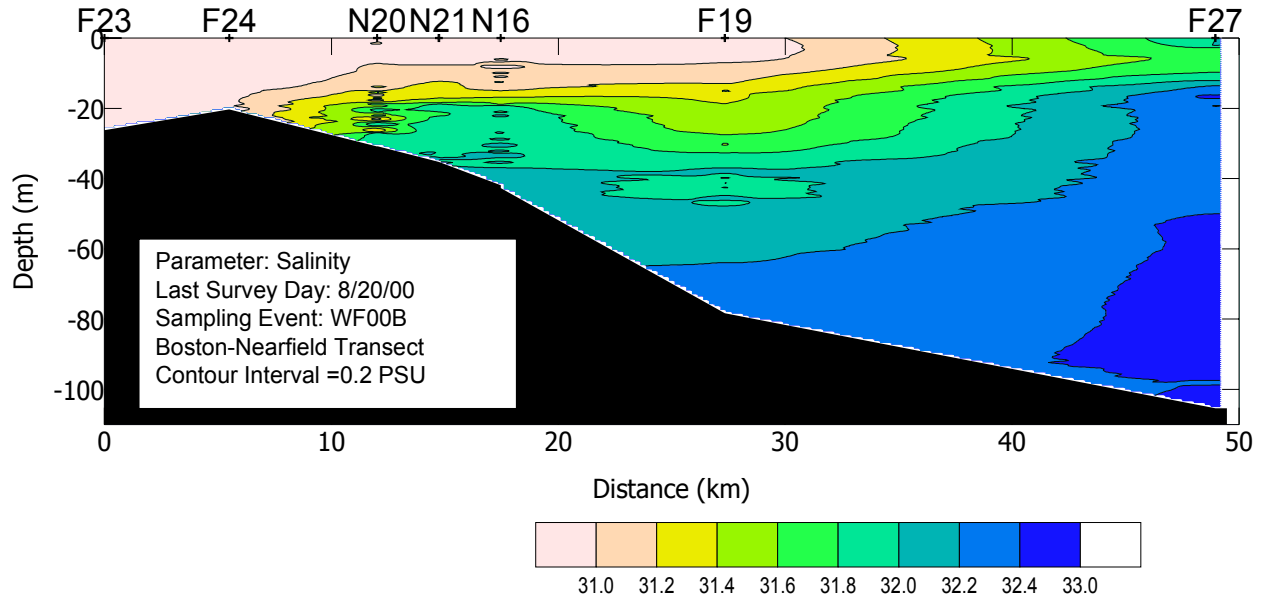 F23 F24 N20 N21 N16 F19 F27
0
-20
-40
-60
-80
-100
Depth (m)
Parameter: Salinity
Last Survey Day: 8/20/00
Sampling Event: WF00B
Boston-Nearfield Transect
Contour Interval =0.2 PSU
0 10 20 30 40 50
Distance (km)
31.0 31.2 31.4 31.6 31.8 32.0 32.2 32.4 33.0